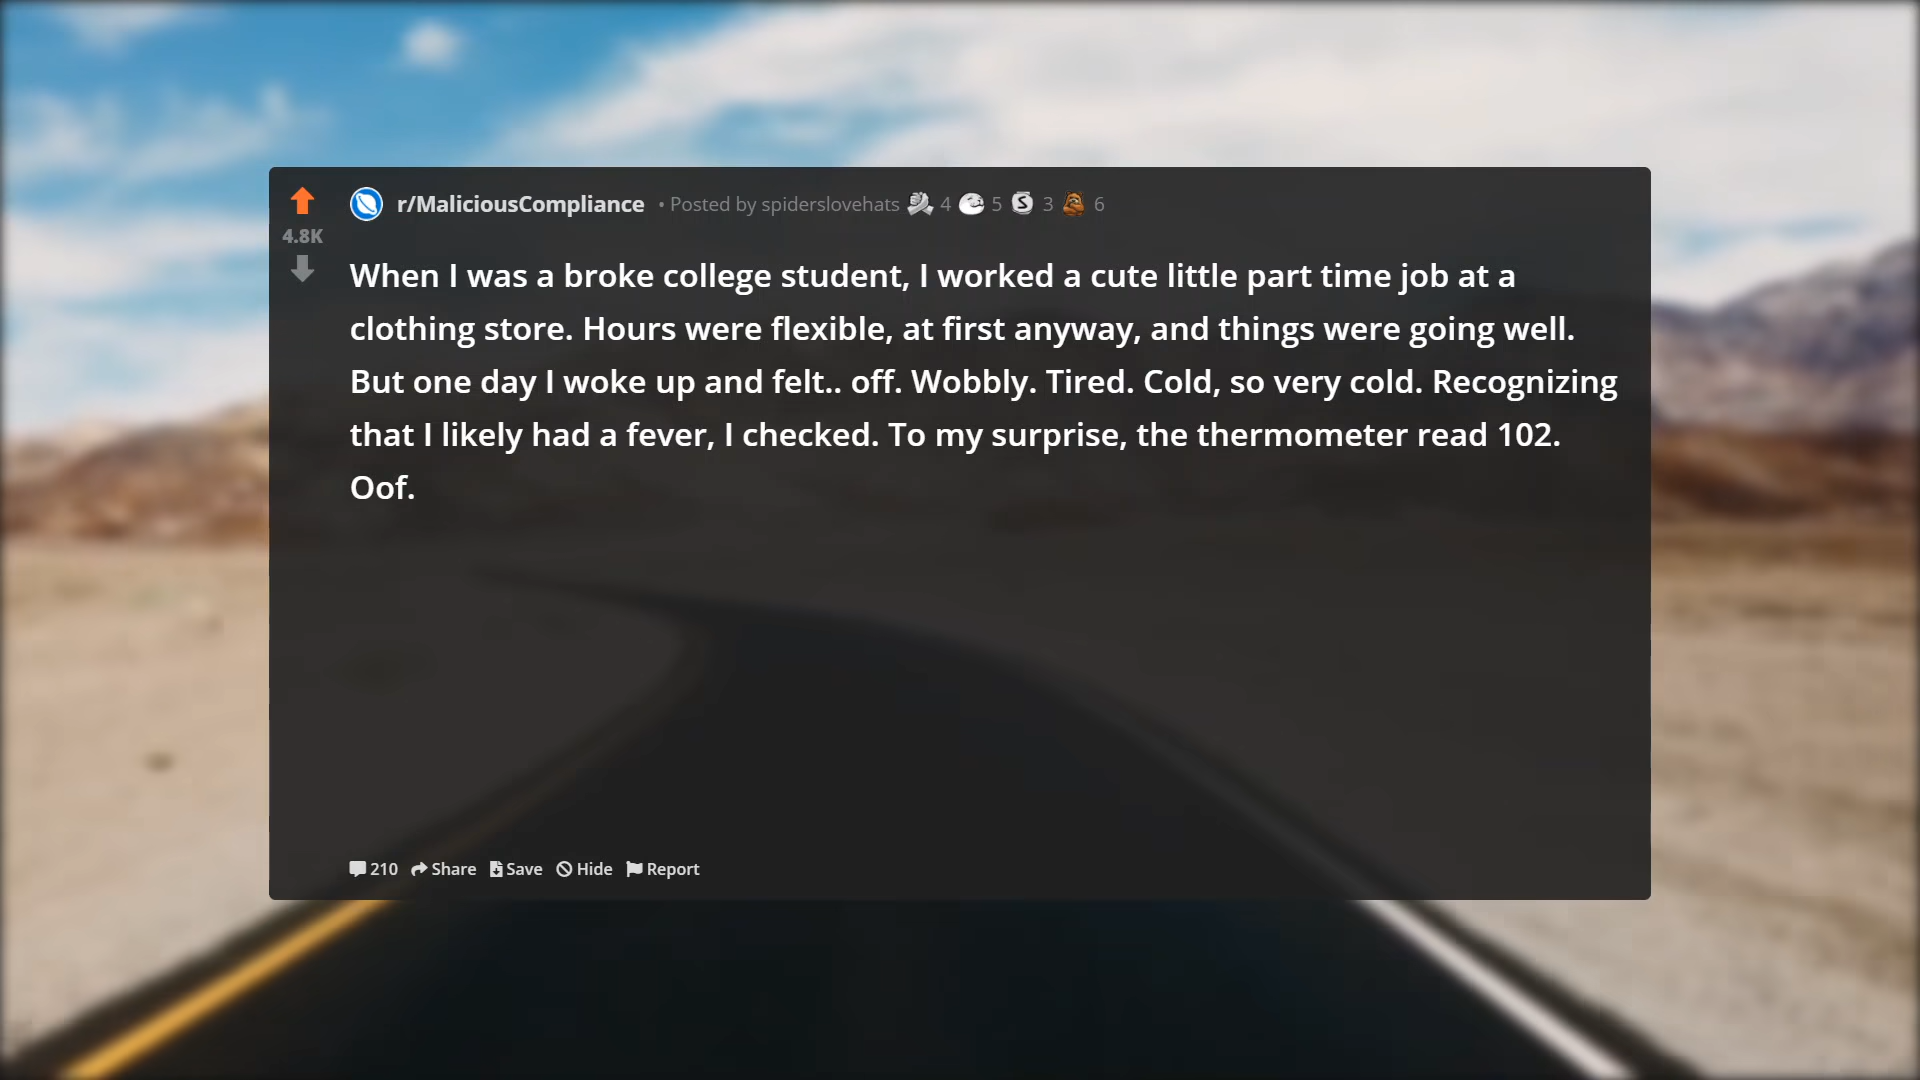 r/MaliciousCompliance • Posted by spiderslovehats 4 5 S 3 6
4.8K
When I was a broke college student, I worked a cute little part time job at a
clothing store. Hours were flexible, at first anyway, and things were going well.
But one day I woke up and felt.. off. Wobbly. Tired. Cold, so very cold. Recognizing
that I likely had a fever, I checked. To my surprise, the thermometer read 102.
Oof.
210 Share Save Hide Report